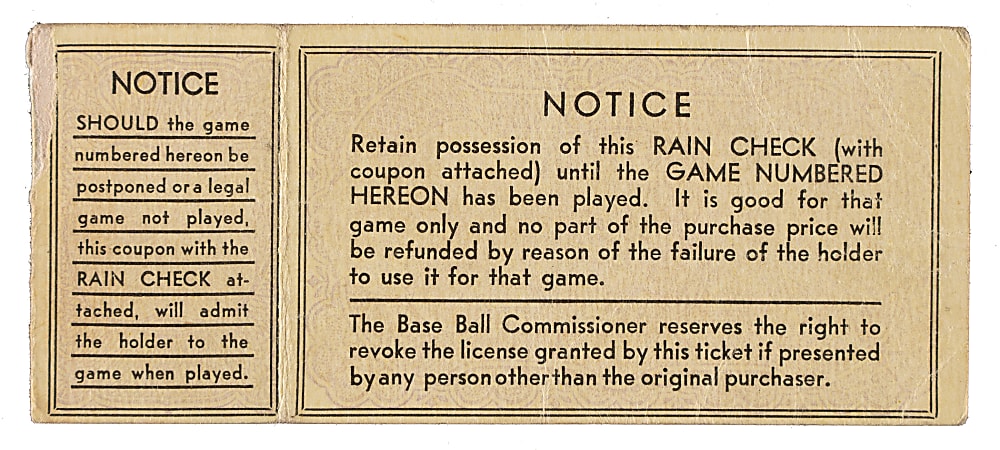 NOTICE
SHOULD the game
numbered hereon be
postponed or a legal
game not played,
this coupon with the
RAIN CHECK at-
tached, will admit
the holder to the
game when played.
NOTICE
Retain possession of this RAIN CHECK (with
coupon attached) until the GAME NUMBERED
HEREON has been played. It is good for that
game only and no part of the purchase price will
be refunded by reason of the failure of the holder
to use it for that game.
The Base Ball Commissioner reserves the right to
revoke the license granted by this ticket if presented
by any person other than the original purchaser.